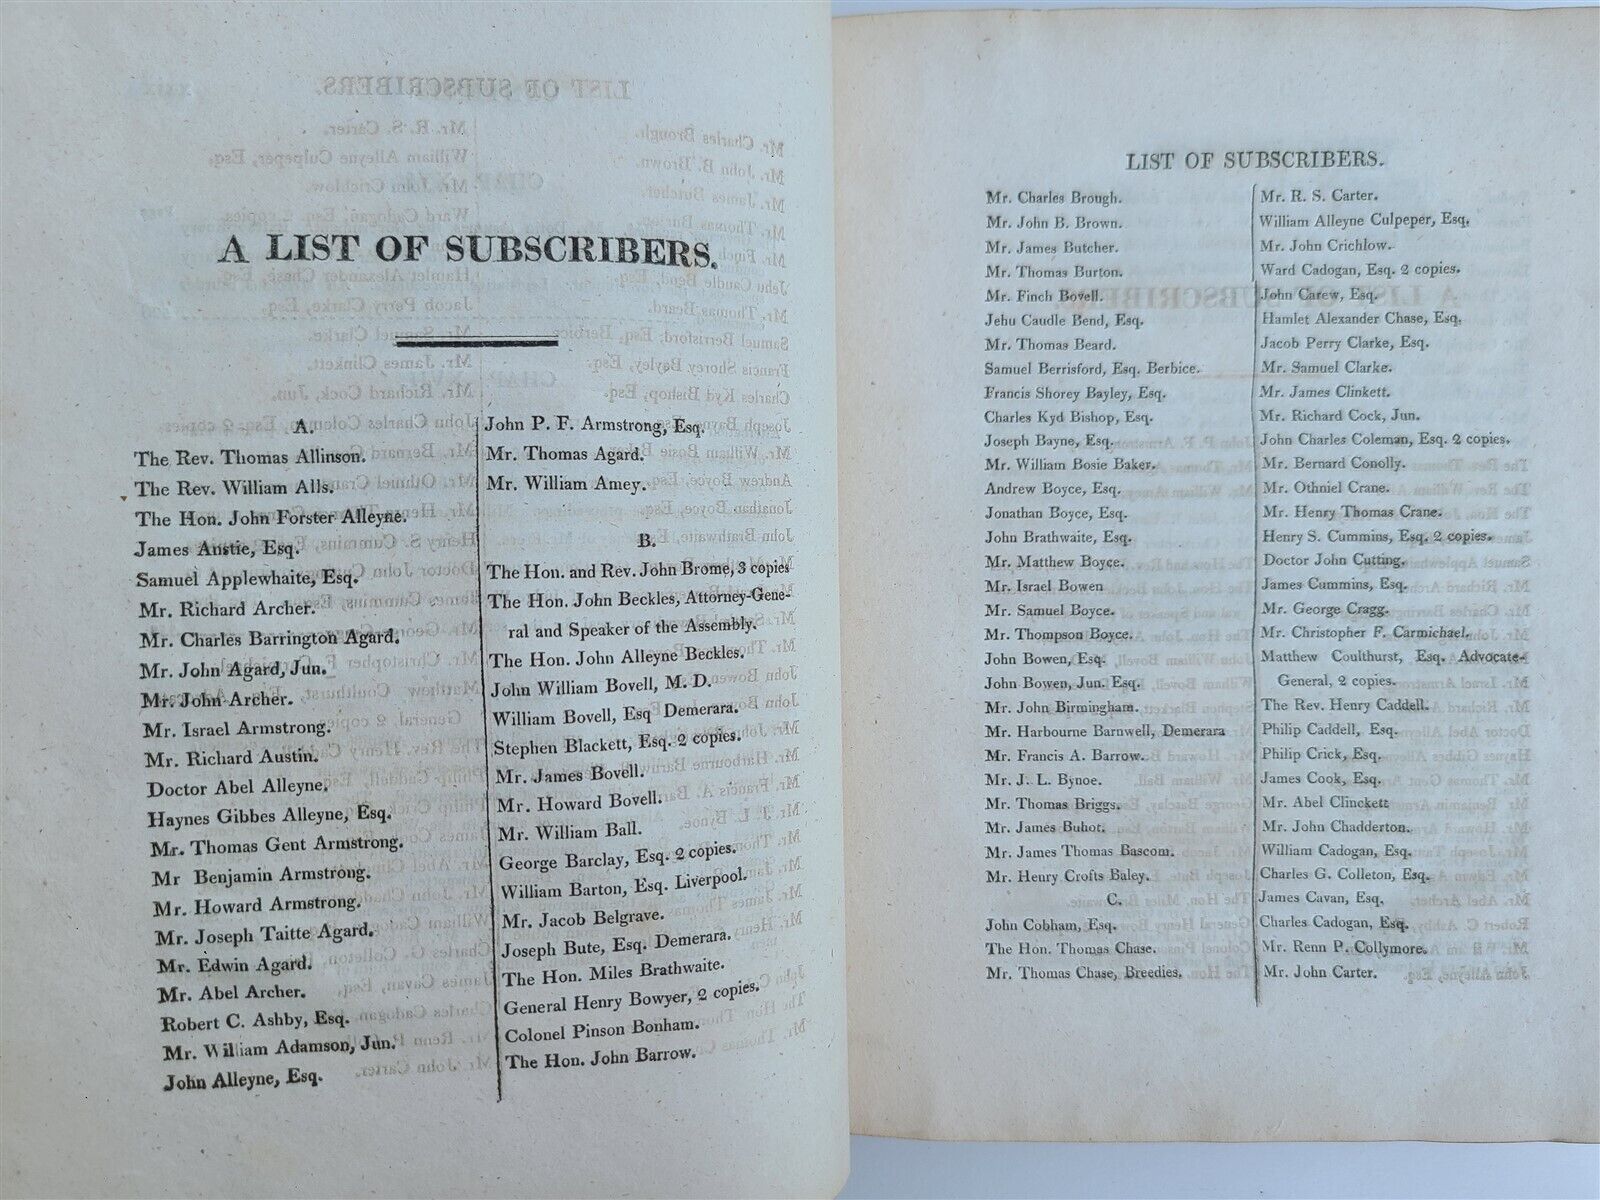 A LIST OF SUBSCRIBERS.
A.
The Rev. Thomas Allinson.
The Rev. William Alls.
The Hon. John Forster Alleyne.
James Anstie, Esq.
Samuel Applewhaite, Esq.
Mr. Richard Archer.
Mr. Charles Barrington Agard.
Mr. John Agard, Jun.
Mr. John Archer.
Mr. Israel Armstrong.
Mr. Richard Austin.
Doctor Abel Alleyne.
Haynes Gibbes Alleyne, Esq.
Mr. Thomas Gent Armstrong.
Mr Benjamin Armstrong.
Mr. Howard Armstrong.
Mr. Joseph Taitte Agard.
Mr. Edwin Agard.
Mr. Abel Archer.
Robert C. Ashby, Esq.
Mr. William Adamson, Jun.
John Alleyne, Esq.
John P. F. Armstrong, Esq.
Mr. Thomas Agard.
Mr. William Amey.
B.
The Hon. and Rev. John Brome, 3 copies
The Hon. John Beckles, Attorney-Gene-
ral and Speaker of the Assembly.
The Hon. John Alleyne Beckles.
John William Bovell, M. D.
William Bovell, Esq Demerara.
Stephen Blackett, Esq. 2 copies.
Mr. James Bovell.
Mr. Howard Bovell.
Mr. William Ball.
George Barclay, Esq. 2 copies.
William Barton, Esq. Liverpool.
Mr. Jacob Belgrave.
Joseph Bute, Esq. Demerara.
The Hon. Miles Brathwaite.
General Henry Bowyer, 2 copies.
Colonel Pinson Bonham.
The Hon. John Barrow.
LIST OF SUBSCRIBERS.
Mr. Charles Brough.
Mr. John B. Brown.
Mr. James Butcher.
Mr. Thomas Burton.
Mr. Finch Bovell.
Jehu Caudle Bend, Esq.
Mr. Thomas Beard.
Samuel Berrisford, Esq. Berbice.
Francis Shorey Bayley, Esq.
Charles Kyd Bishop, Esq.
Joseph Bayne, Esq.
Mr. William Bosie Baker.
Andrew Boyce, Esq.
Jonathan Boyce, Esq.
John Brathwaite, Esq.
Mr. Matthew Boyce.
Mr. Israel Bowen
Mr. Samuel Boyce.
Mr. Thompson Boyce.
John Bowen, Esq.
John Bowen, Jun. Esq.
Mr. John Birmingham.
Mr. Harbourne Barnwell, Demerara
Mr. Francis A. Barrow.
Mr. J. L. Bynoe.
Mr. Thomas Briggs.
Mr. James Buhot.
Mr. James Thomas Bascom.
Mr. Henry Crofts Baley.
C.
John Cobham, Esq.
The Hon. Thomas Chase.
Mr. Thomas Chase, Breedies.
Mr. R. S. Carter.
William Alleyne Culpeper, Esq.
Mr. John Crichlow.
Ward Cadogan, Esq. 2 copies.
John Carew, Esq.
Hamlet Alexander Chase, Esq.
Jacob Perry Clarke, Esq.
Mr. Samuel Clarke.
Mr. James Clinkett.
Mr. Richard Cock, Jun.
John Charles Coleman, Esq. 2 copies.
Mr. Bernard Conolly.
Mr. Othniel Crane.
Mr. Henry Thomas Crane.
Henry S. Cummins, Esq. 2 copies.
Doctor John Cutting.
James Cummins, Esq.
Mr. George Cragg.
Mr. Christopher F. Carmichael.
Matthew Coulthurst, Esq. Advocate-
General, 2 copies.
The Rev. Henry Caddell.
Philip Caddell, Esq.
Philip Crick, Esq.
James Cook, Esq.
Mr. Abel Clinckett
Mr. John Chadderton.
William Cadogan, Esq.
Charles G. Colleton, Esq.
James Cavan, Esq.
Charles Cadogan, Esq.
Mr. Renn P. Collymore.
Mr. John Carter.